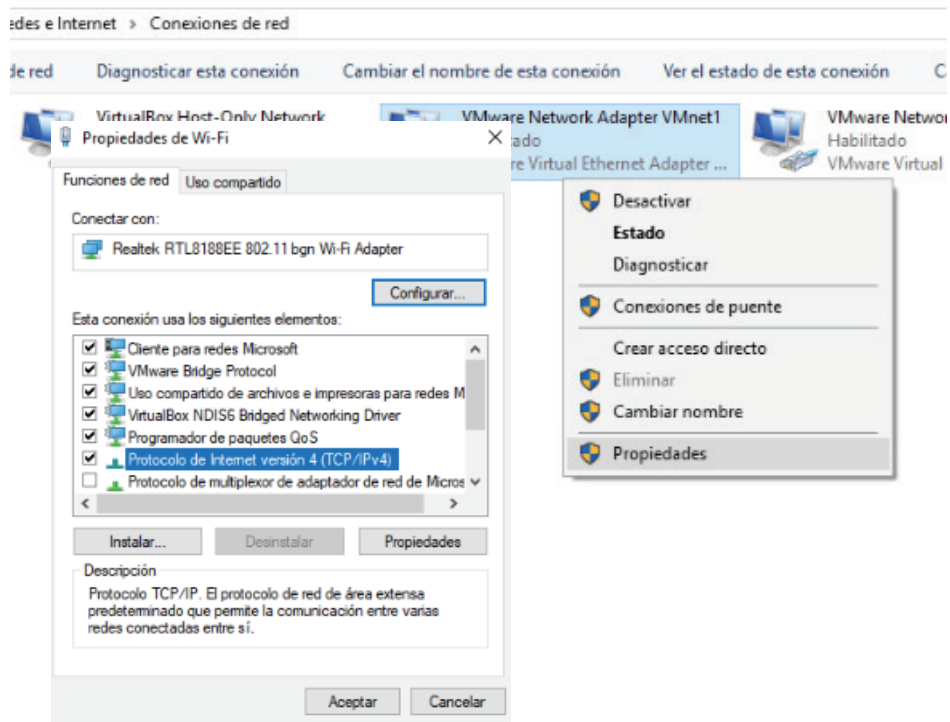 edes e Internet > Conexiones de red
de red Diagnosticar esta conexión Cambiar el nombre de esta conexión Ver el estado de esta conexión
VirtualBox Host-Only Network
VMware Network Adapter VMnet1
ado
re Virtual Ethernet Adapter ...
VMware Networ
Habilitado
VMware Virtual
Propiedades de Wi-Fi
Funciones de red Uso compartido
Conectar con:
Realtek RTL8188EE 802.11 bgn Wi-Fi Adapter
Configurar...
Esta conexión usa los siguientes elementos:
Cliente para redes Microsoft
VMware Bridge Protocol
Uso compartido de archivos e impresoras para redes M
VirtualBox NDIS6 Bridged Networking Driver
Programador de paquetes QoS
Protocolo de Internet versión 4 (TCP/IPv4)
Protocolo de multiplexor de adaptador de red de Micros
Instalar... Desinstalar Propiedades
Descripción
Protocolo TCP/IP. El protocolo de red de área extensa
predeterminado que permite la comunicación entre varias
redes conectadas entre sí.
Aceptar Cancelar
Desactivar
Estado
Diagnosticar
Conexiones de puente
Crear acceso directo
Eliminar
Cambiar nombre
Propiedades